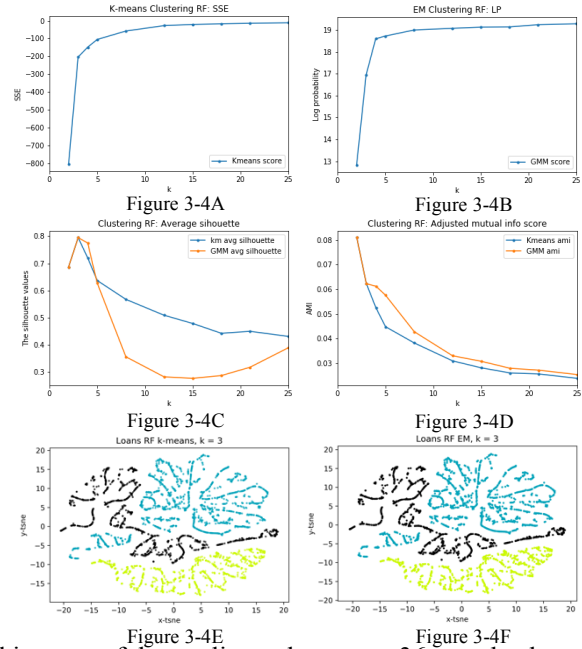 K-means Clustering RF: SSE
0
−100
−200
−300
−400
−500
−600
−700
−800
SSE
Kmeans score
0 5 10 15 20 25
k
Figure 3-4A
EM Clustering RF: LP
19
18
17
16
15
14
13
Log probability
GMM score
0 5 10 15 20 25
k
Figure 3-4B
Clustering RF: Average sihouette
0.8
0.7
0.6
0.5
0.4
0.3
The silhouette values
km avg silhouette
GMM avg silhouette
0 5 10 15 20 25
k
Figure 3-4C
Clustering RF: Adjusted mutual info score
0.08
0.07
0.06
0.05
0.04
0.03
AMI
Kmeans ami
GMM ami
0 5 10 15 20 25
k
Figure 3-4D
Loans RF k-means, k = 3
20
15
10
5
0
−5
−10
−15
y-tsne
−20 −15 −10 −5 0 5 10 15 20
x-tsne
Figure 3-4E
Loans RF EM, k = 3
20
15
10
5
0
−5
−10
−15
−20
y-tsne
−20 −15 −10 −5 0 5 10 15 20
x-tsne
Figure 3-4F